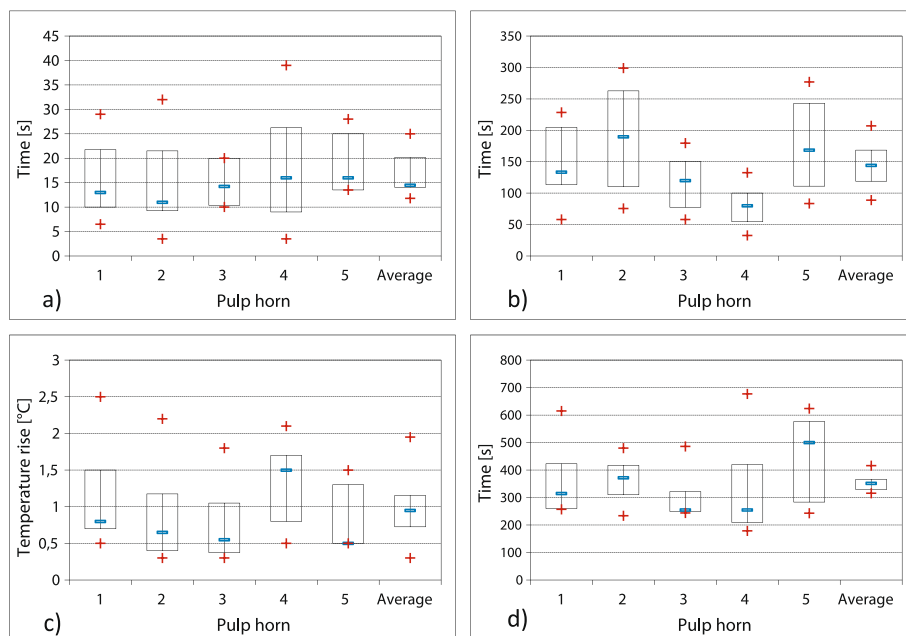 45
40
35
30
25
20
15
10
5
0
Time [s]
1 2 3 4 5 Average
Pulp horn
a)
350
300
250
200
150
100
50
0
Time [s]
1 2 3 4 5 Average
Pulp horn
b)
3
2,5
2
1,5
1
0,5
0
Temperature rise [°C]
1 2 3 4 5 Average
Pulp horn
c)
800
700
600
500
400
300
200
100
0
Time [s]
1 2 3 4 5 Average
Pulp horn
d)